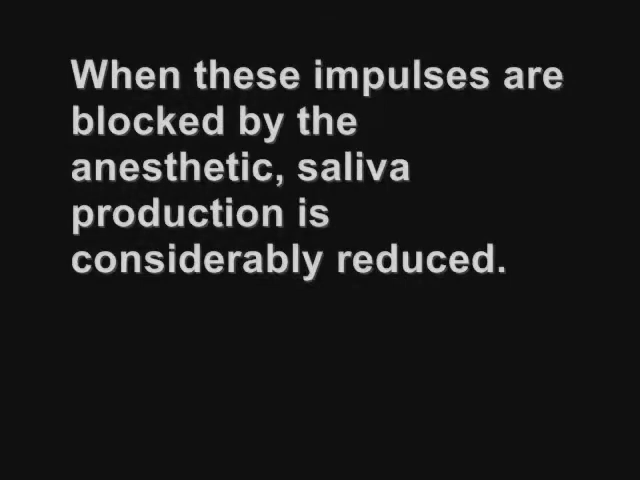 When these impulses are
blocked by the
anesthetic, saliva
production is
considerably reduced.